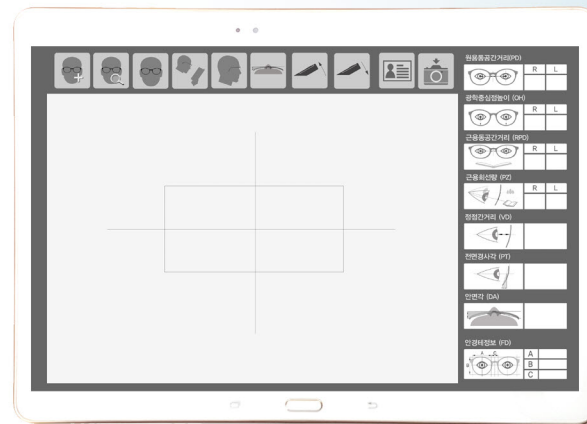 원용동공간거리(PD)
R L
광학중심점높이 (OH)
R L
근용동공간거리 (RPD)
R L
근용회선량 (PZ)
R L
정점간거리 (VD)
전면경사각 (PT)
안면각 (DA)
안경테정보 (FD)
A
B
C